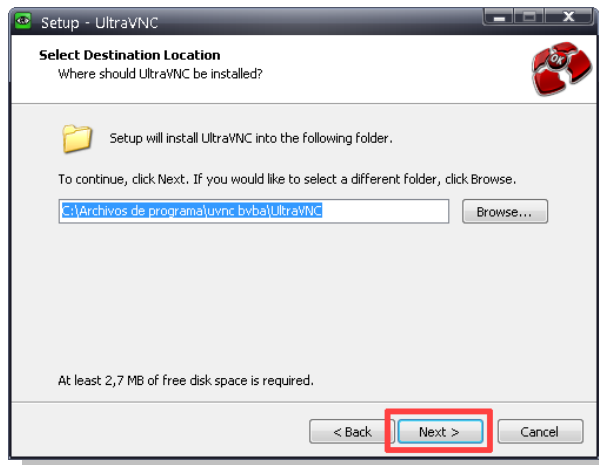 Setup - UltraVNC
Select Destination Location
Where should UltraVNC be installed?
OK
Setup will install UltraVNC into the following folder.
To continue, click Next. If you would like to select a different folder, click Browse.
C:\Archivos de programa\uvnc bvba\UltraVNC
Browse...
At least 2,7 MB of free disk space is required.
< Back
Next >
Cancel